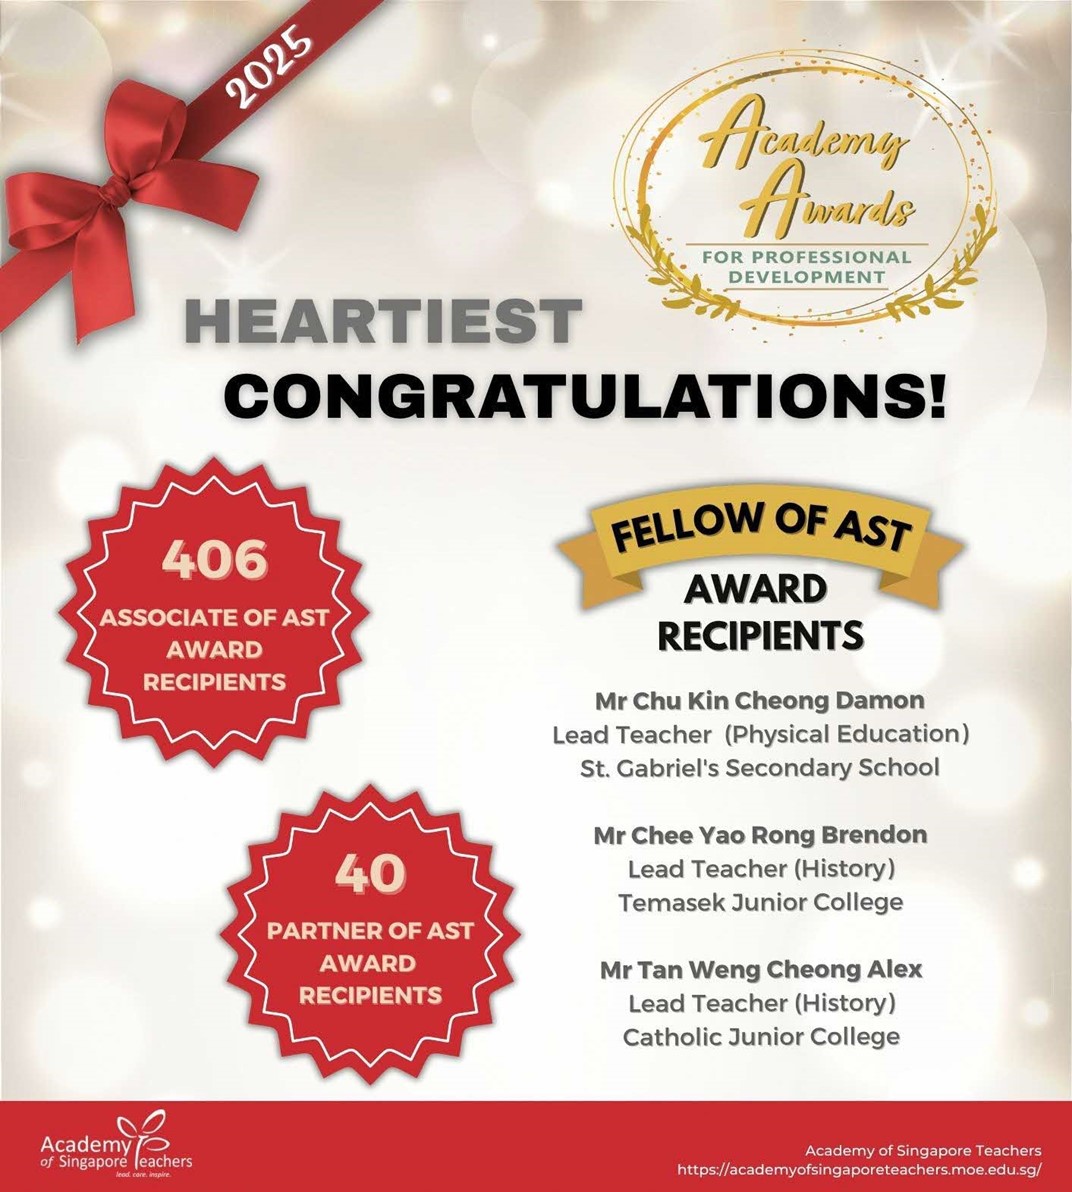 2025
Academy
Awards
FOR PROFESSIONAL
DEVELOPMENT
HEARTIEST
CONGRATULATIONS!
406
ASSOCIATE OF AST
AWARD
RECIPIENTS
40
PARTNER OF AST
AWARD
RECIPIENTS
FELLOW OF AST
AWARD
RECIPIENTS
Mr Chu Kin Cheong Damon
Lead Teacher (Physical Education)
St. Gabriel's Secondary School
Mr Chee Yao Rong Brendon
Lead Teacher (History)
Temasek Junior College
Mr Tan Weng Cheong Alex
Lead Teacher (History)
Catholic Junior College
Academy
of Singapore Teachers
lead. care. inspire.
Academy of Singapore Teachers
https://academyofsingaporeteachers.moe.edu.sg/